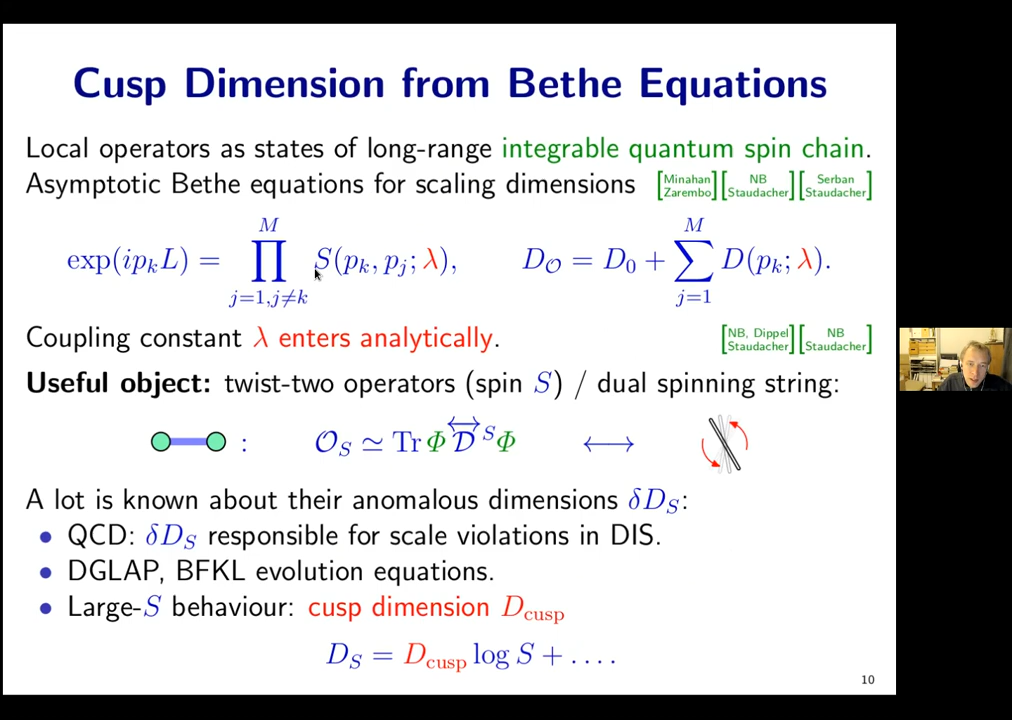 Cusp Dimension from Bethe Equations
Local operators as states of long-range integrable quantum spin chain.
Asymptotic Bethe equations for scaling dimensions [Minahan Zarembo][NB Staudacher][Serban Staudacher]
exp(ip_k L) = ∏_{j=1,j≠k}^{M} S(p_k, p_j; λ), D_𝒪 = D_0 + ∑_{j=1}^{M} D(p_k; λ).
Coupling constant λ enters analytically. [NB, Dippel Staudacher][NB Staudacher]
Useful object: twist-two operators (spin S) / dual spinning string:
: 𝒪_S ≃ Tr Φ 𝒟^S Φ ⟷
A lot is known about their anomalous dimensions δD_S:
• QCD: δD_S responsible for scale violations in DIS.
• DGLAP, BFKL evolution equations.
• Large-S behaviour: cusp dimension D_cusp
D_S = D_cusp log S + . . . .
10